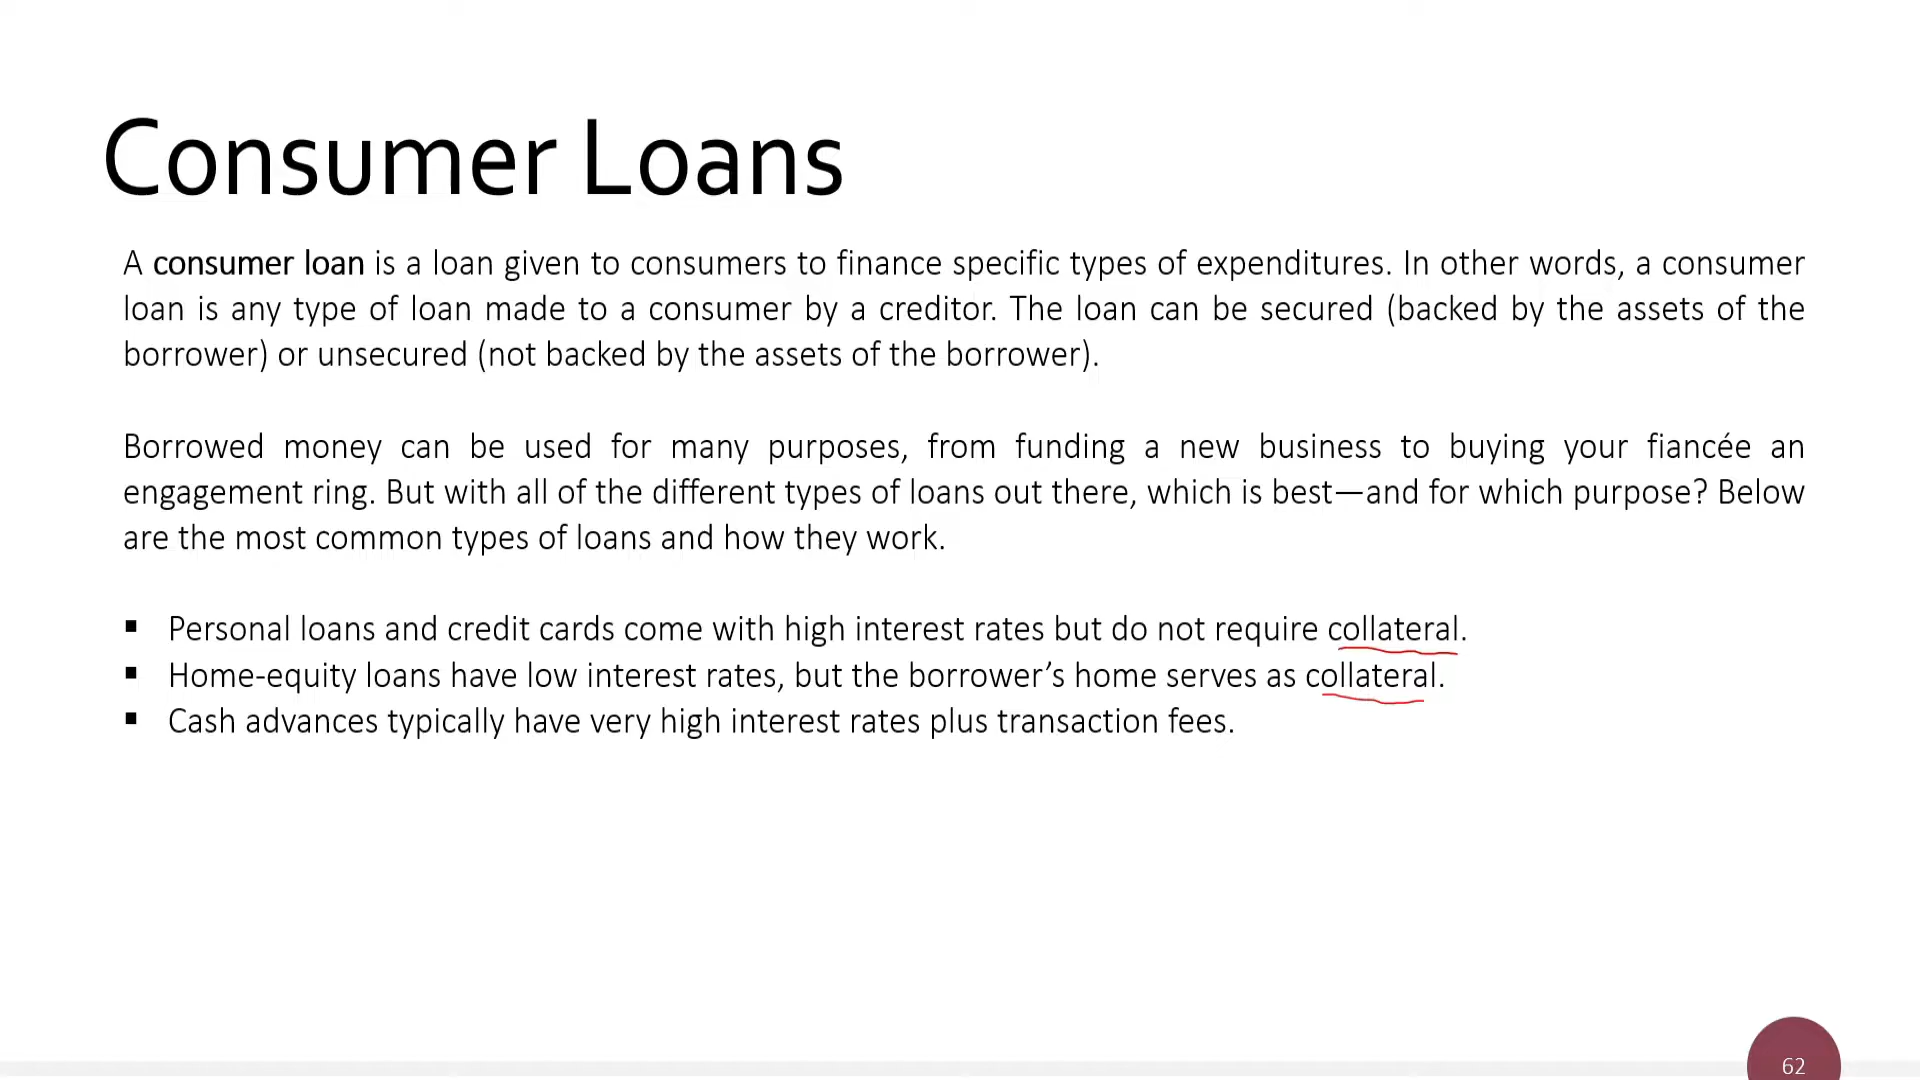 Consumer Loans
A consumer loan is a loan given to consumers to finance specific types of expenditures. In other words, a consumer
loan is any type of loan made to a consumer by a creditor. The loan can be secured (backed by the assets of the
borrower) or unsecured (not backed by the assets of the borrower).
Borrowed money can be used for many purposes, from funding a new business to buying your fiancée an
engagement ring. But with all of the different types of loans out there, which is best—and for which purpose? Below
are the most common types of loans and how they work.
▪ Personal loans and credit cards come with high interest rates but do not require collateral.
▪ Home-equity loans have low interest rates, but the borrower’s home serves as collateral.
▪ Cash advances typically have very high interest rates plus transaction fees.
62